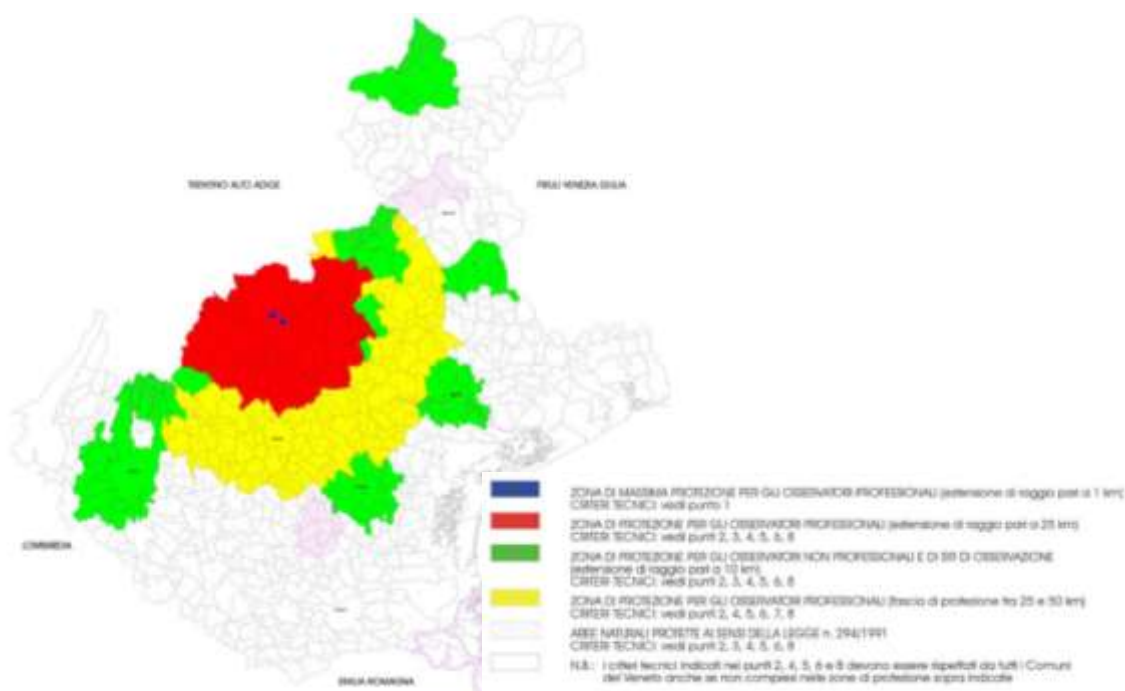 TRENTINO ALTO ADIGE
FRIULI VENEZIA GIULIA
LOMBARDIA
EMILIA ROMAGNA
ZONA DI MASSIMA PROTEZIONE PER GLI OSSERVATORI PROFESSIONALI (estensione di raggio pari a 1 km)
CRITERI TECNICI: vedi punto 1
ZONA DI PROTEZIONE PER GLI OSSERVATORI PROFESSIONALI (estensione di raggio pari a 25 km)
CRITERI TECNICI: vedi punti 2, 3, 4, 5, 6, 8
ZONA DI PROTEZIONE PER GLI OSSERVATORI NON PROFESSIONALI E DI SITI DI OSSERVAZIONE
(estensione di raggio pari a 10 km)
CRITERI TECNICI: vedi punti 2, 3, 4, 5, 6, 8
ZONA DI PROTEZIONE PER GLI OSSERVATORI PROFESSIONALI (fascia di protezione tra 25 e 50 km)
CRITERI TECNICI: vedi punti 2, 4, 5, 6, 7, 8
AREE NATURALI PROTETTE AI SENSI DELLA LEGGE n. 394/1991
CRITERI TECNICI: vedi punti 2, 3, 4, 5, 6, 8
N.B.: I criteri tecnici indicati nei punti 2, 4, 5, 6 e 8 devono essere rispettati da tutti i Comuni
del Veneto anche se non compresi nelle zone di protezione sopra indicate